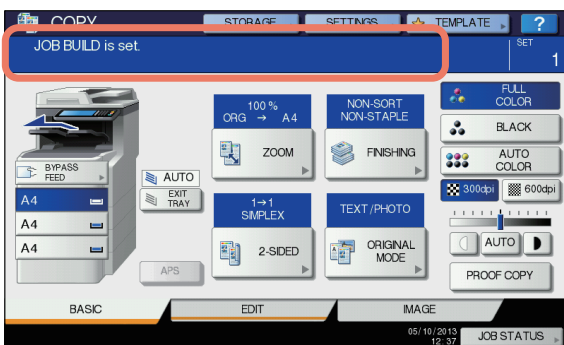 COPY STORAGE SETTINGS TEMPLATE ?
JOB BUILD is set.
SET
1
100 %
ORG → A4
ZOOM
NON-SORT
NON-STAPLE
FINISHING
FULL
COLOR
BLACK
AUTO
COLOR
300dpi 600dpi
BYPASS
FEED
AUTO
EXIT
TRAY
A4
A4
A4
APS
1→1
SIMPLEX
2-SIDED
TEXT/PHOTO
ORIGINAL
MODE
AUTO
PROOF COPY
BASIC EDIT IMAGE
05/10/2013
12:37
JOB STATUS